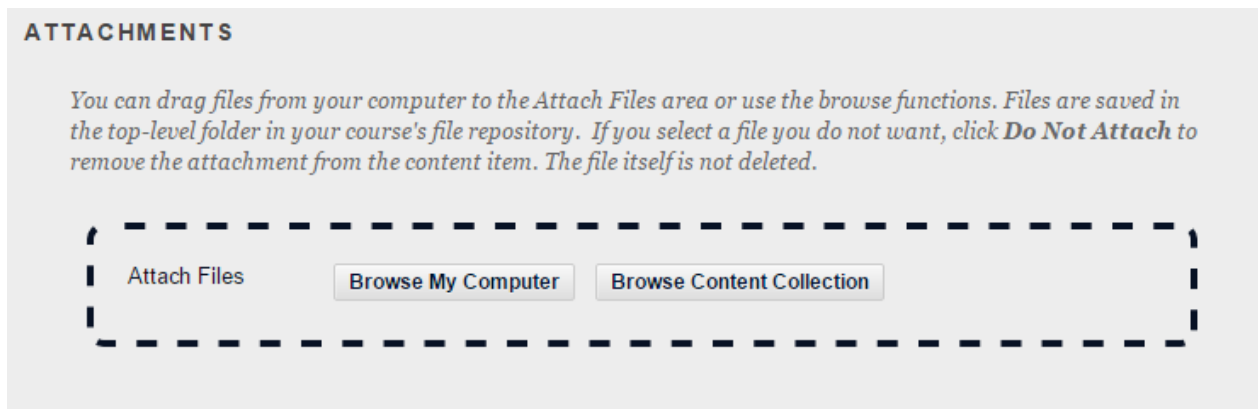 ATTACHMENTS
You can drag files from your computer to the Attach Files area or use the browse functions. Files are saved in
the top-level folder in your course's file repository.  If you select a file you do not want, click Do Not Attach to
remove the attachment from the content item. The file itself is not deleted.
Attach Files Browse My Computer Browse Content Collection